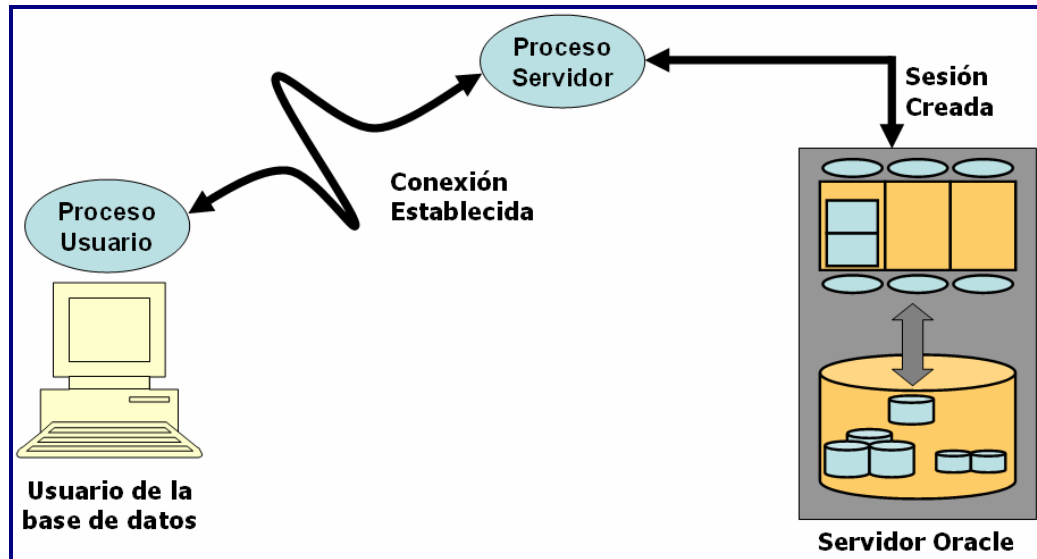 Proceso
Servidor
Sesión
Creada
Conexión
Establecida
Proceso
Usuario
Usuario de la
base de datos
Servidor Oracle